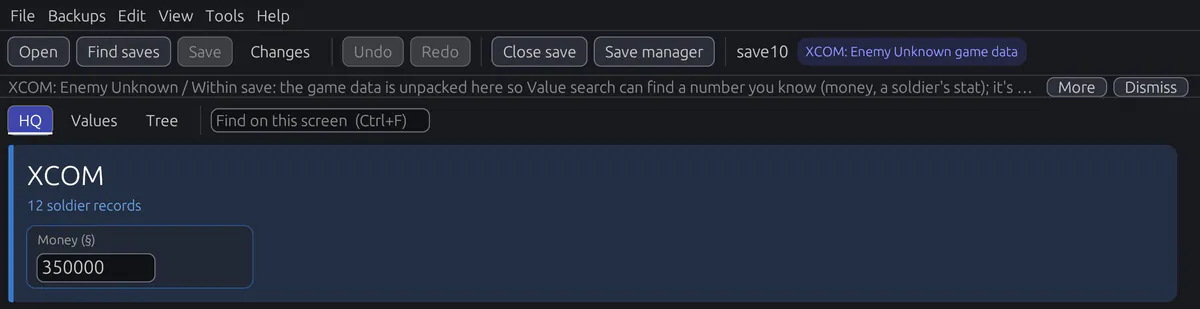 File Backups Edit View Tools Help
Open Find saves Save Changes Undo Redo Close save Save manager save10 XCOM: Enemy Unknown game data
XCOM: Enemy Unknown / Within save: the game data is unpacked here so Value search can find a number you know (money, a soldier's stat); it's ... More Dismiss
HQ Values Tree Find on this screen (Ctrl+F)
XCOM
12 soldier records
Money (§)
350000